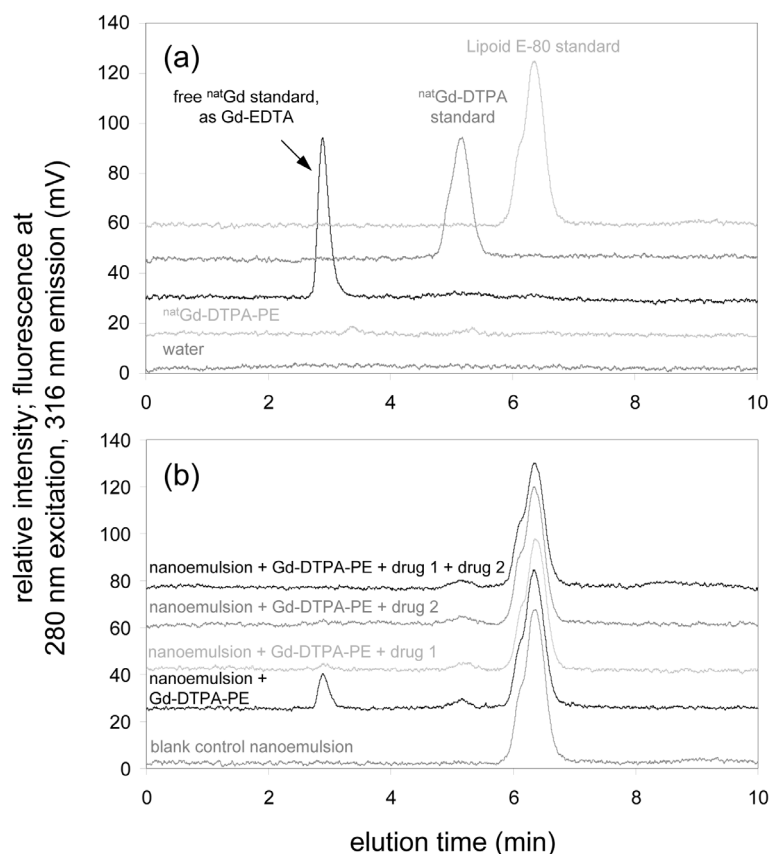 relative intensity; fluorescence at
280 nm excitation, 316 nm emission (mV)
(a)
140
120
100
80
60
40
20
0
Lipoid E-80 standard
free natGd standard,
as Gd-EDTA
natGd-DTPA
standard
natGd-DTPA-PE
water
0 2 4 6 8 10
(b)
140
120
100
80
60
40
20
0
nanoemulsion + Gd-DTPA-PE + drug 1 + drug 2
nanoemulsion + Gd-DTPA-PE + drug 2
nanoemulsion + Gd-DTPA-PE + drug 1
nanoemulsion +
Gd-DTPA-PE
blank control nanoemulsion
0 2 4 6 8 10
elution time (min)